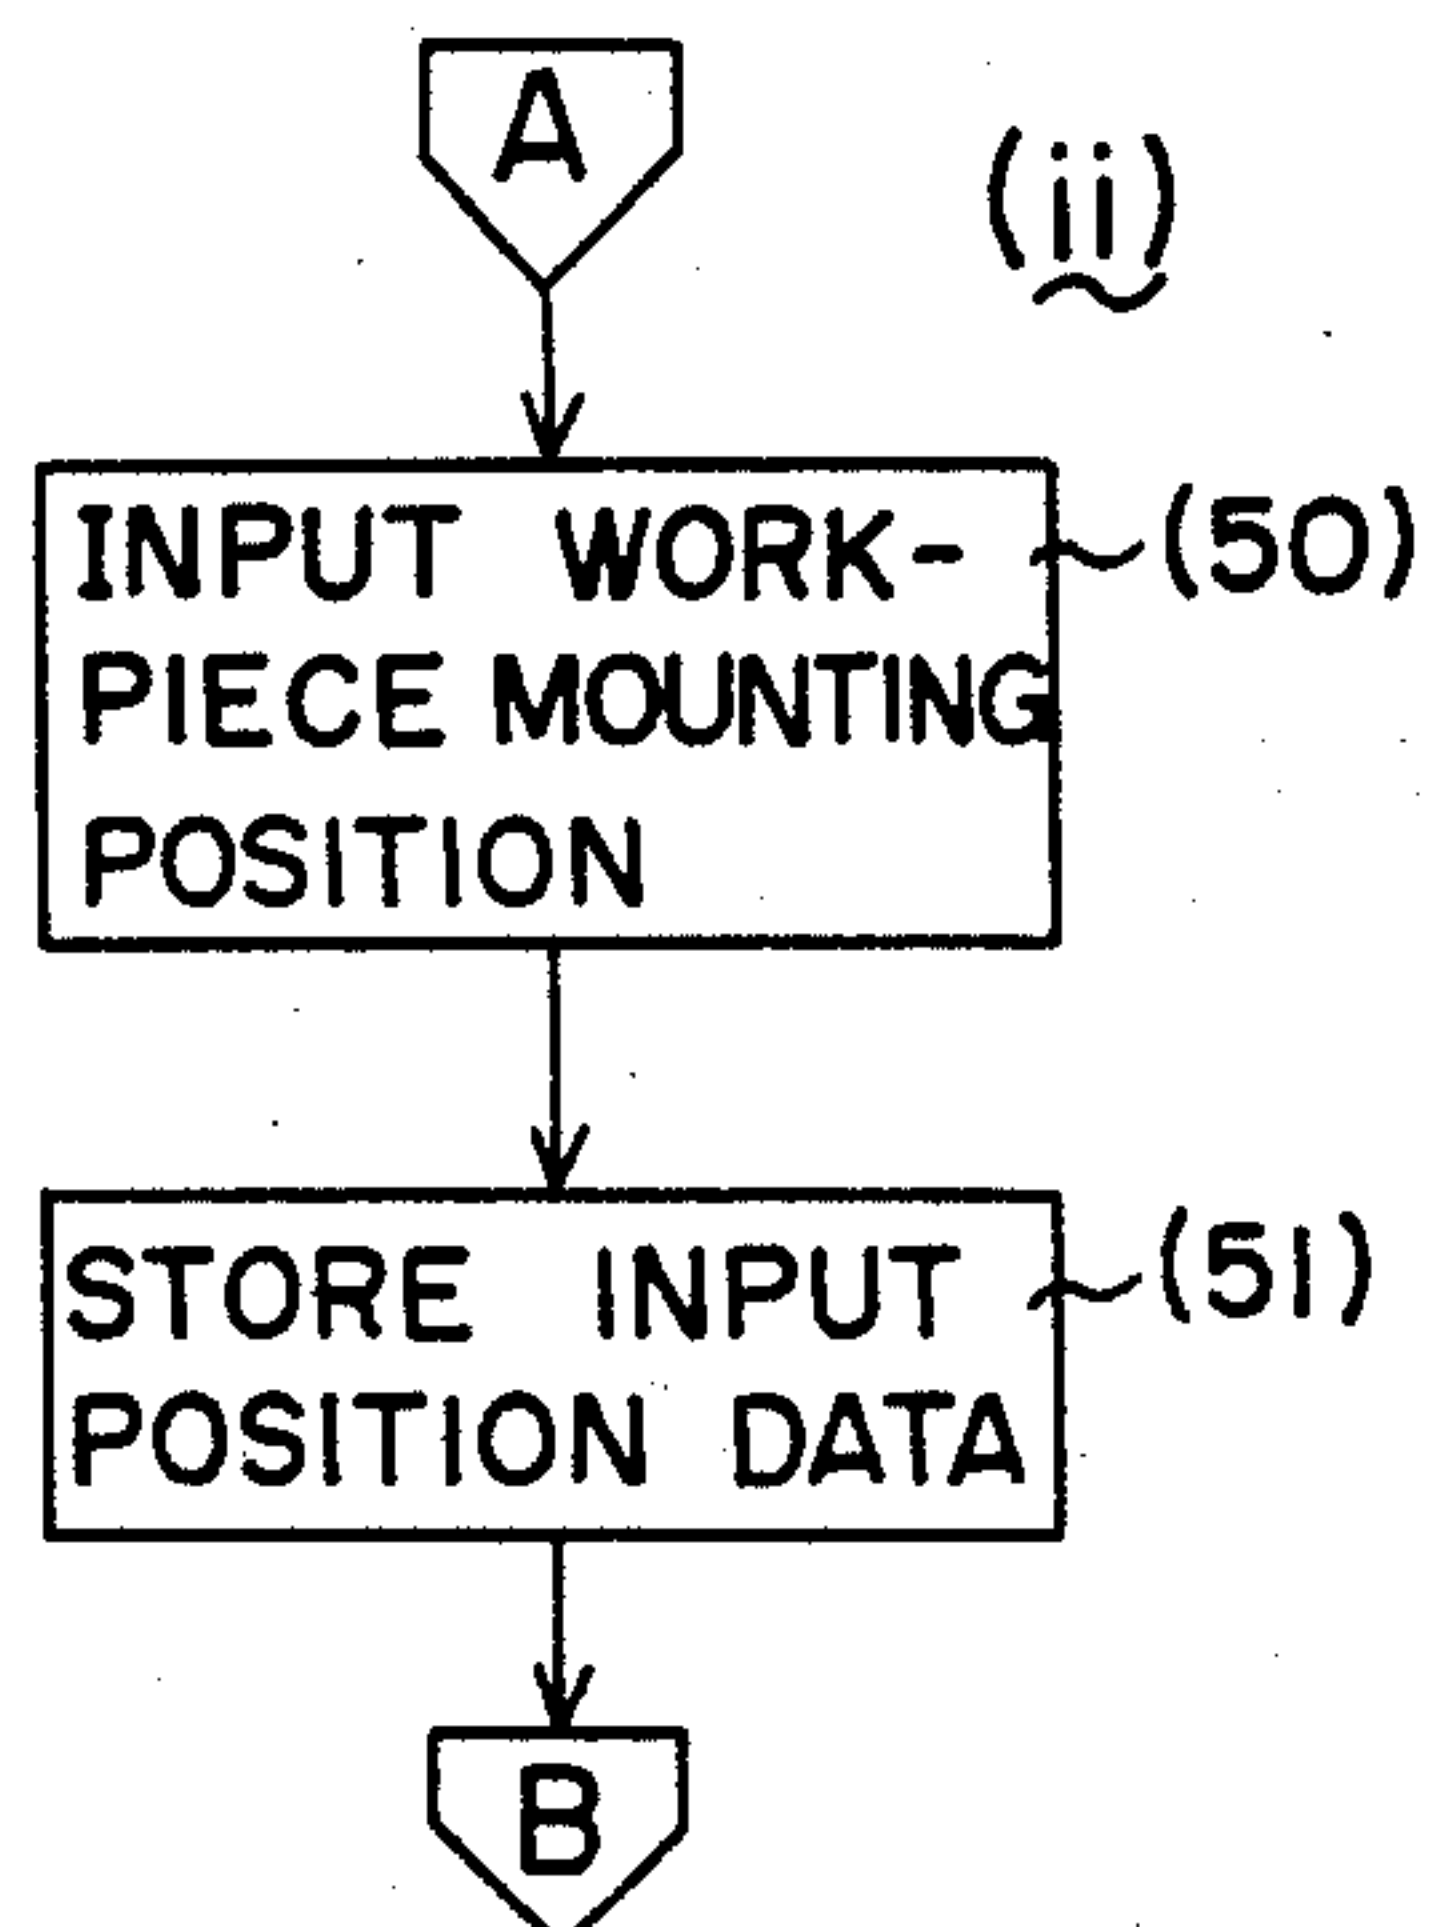 A
(ii)
INPUT WORK-
PIECE MOUNTING
POSITION
(50)
STORE INPUT
POSITION DATA
(51)
B